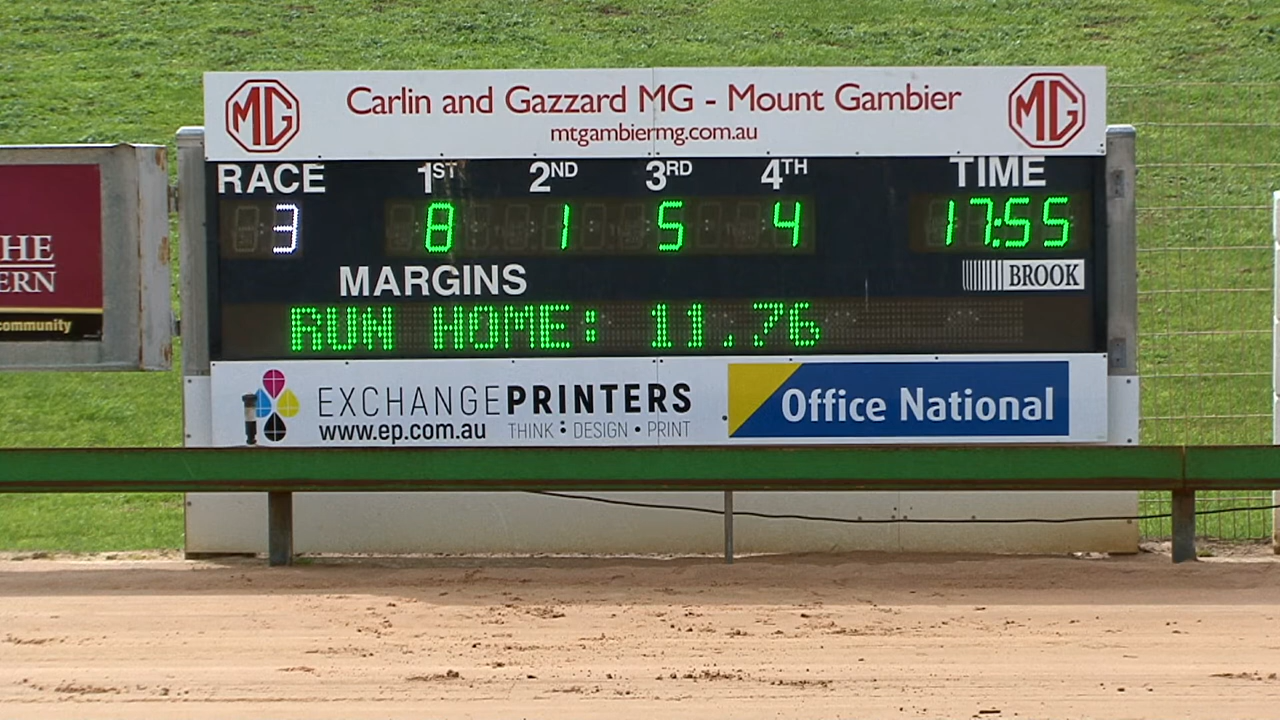 MG Carlin and Gazzard MG - Mount Gambier MG
mtgambiermg.com.au
RACE 1ST 2ND 3RD 4TH TIME
3 8 1 5 4 17:55
MARGINS BROOK
RUN HOME: 11.76
EXCHANGEPRINTERS
www.ep.com.au THINK : DESIGN • PRINT
Office National
HE
ERN
community